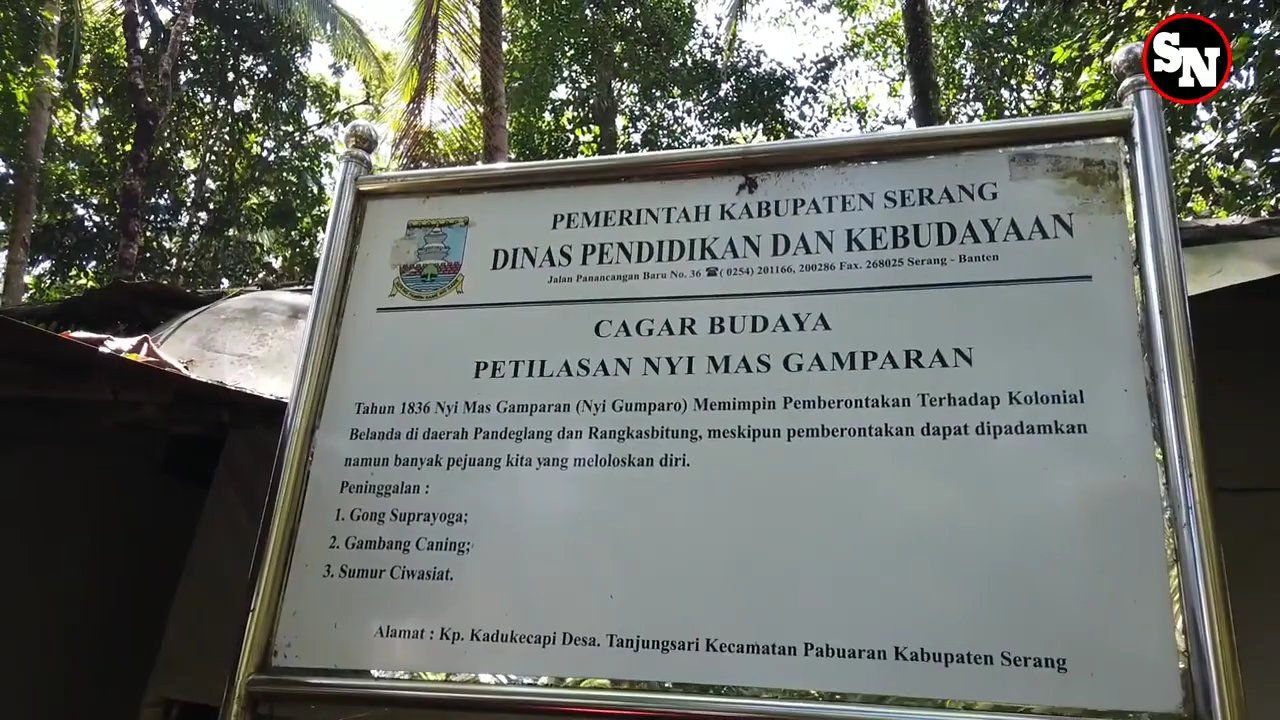 SN
PEMERINTAH KABUPATEN SERANG
DINAS PENDIDIKAN DAN KEBUDAYAAN
Jalan Panancangan Baru No. 36 ☎ ( 0254) 201166, 200286 Fax. 268025 Serang - Banten
CAGAR BUDAYA
PETILASAN NYI MAS GAMPARAN
Tahun 1836 Nyi Mas Gamparan (Nyi Gumparo) Memimpin Pemberontakan Terhadap Kolonial
Belanda di daerah Pandeglang dan Rangkasbitung, meskipun pemberontakan dapat dipadamkan
namun banyak pejuang kita yang meloloskan diri.
Peninggalan :
1. Gong Suprayoga;
2. Gambang Caning;
3. Sumur Ciwasiat.
Alamat : Kp. Kadukecapi Desa. Tanjungsari Kecamatan Pabuaran Kabupaten Serang